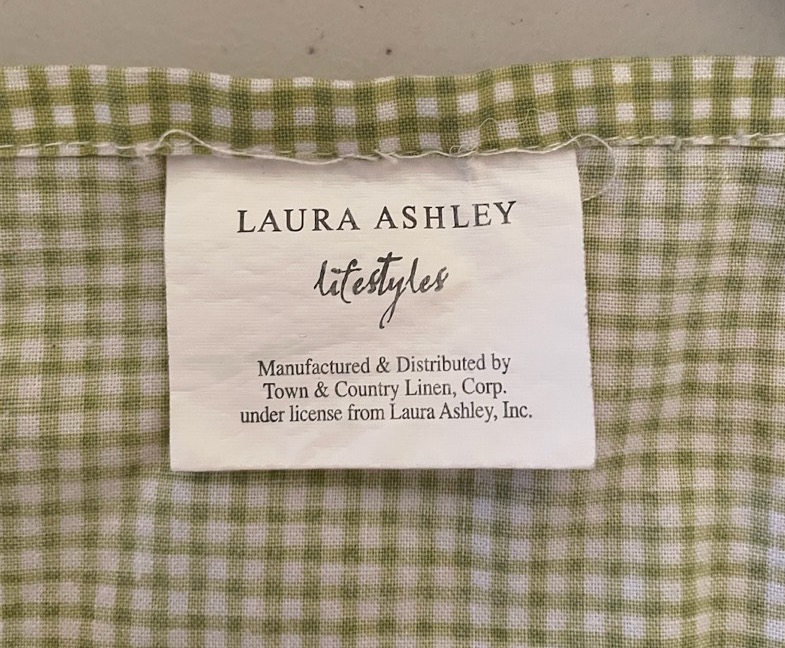 LAURA ASHLEY
lifestyles
Manufactured & Distributed by
Town & Country Linen, Corp.
under license from Laura Ashley, Inc.